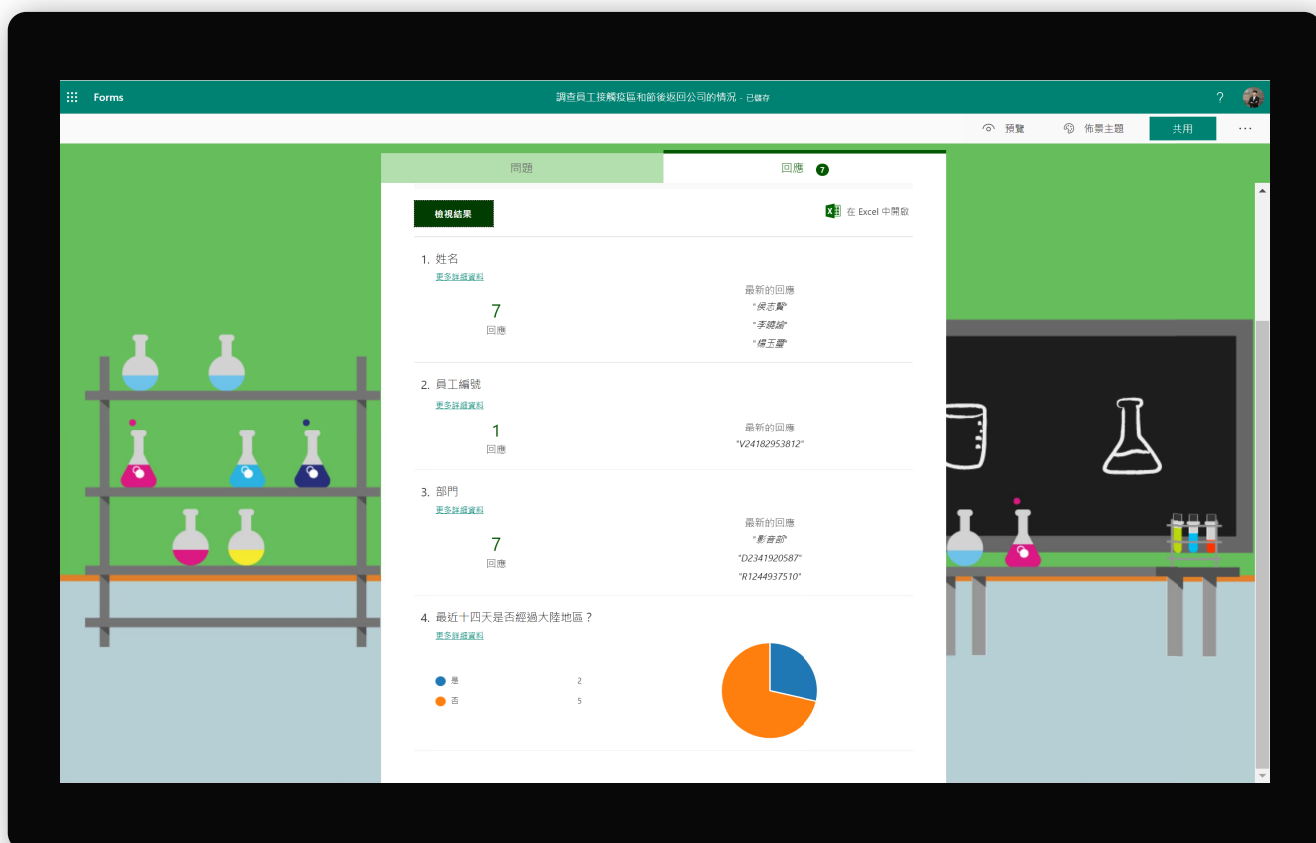 Forms
調查員工接觸疫區和節後返回公司的情況 - 已儲存
?
預覽
佈景主題
共用
...
問題
回應 7
檢視結果
在 Excel 中開啟
1. 姓名
更多詳細資料
7
回應
最新的回應
"侯志賢"
"李曉諭"
"楊玉璽"
2. 員工編號
更多詳細資料
1
回應
最新的回應
"V24182953812"
3. 部門
更多詳細資料
7
回應
最新的回應
"影音部"
"D2341920587"
"R1244937510"
4. 最近十四天是否經過大陸地區？
更多詳細資料
是 2
否 5